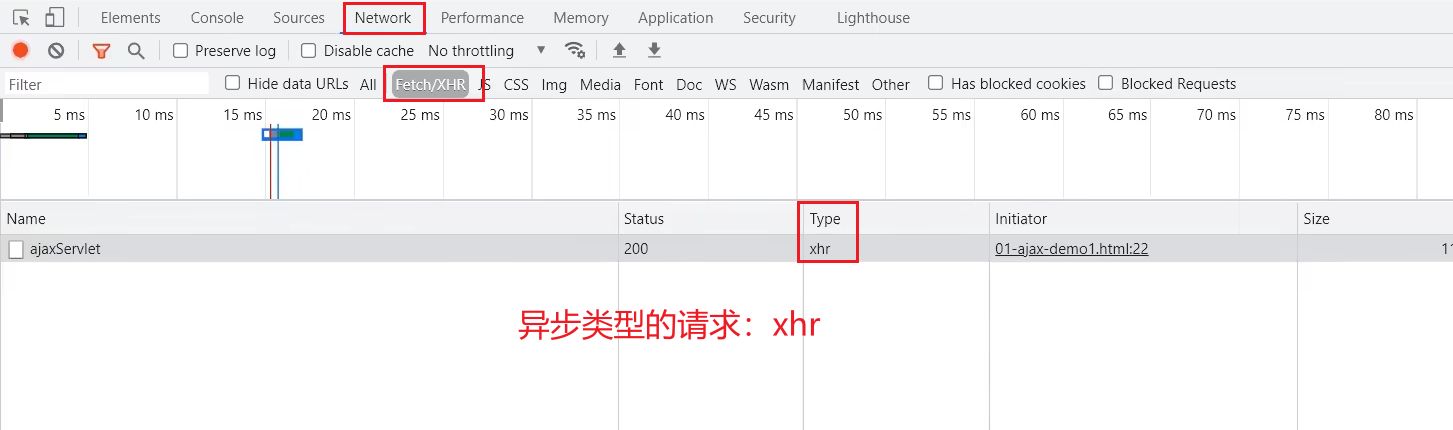 Elements Console Sources Network Performance Memory Application Security Lighthouse
Preserve log Disable cache No throttling
Filter Hide data URLs All Fetch/XHR JS CSS Img Media Font Doc WS Wasm Manifest Other Has blocked cookies Blocked Requests
5 ms 10 ms 15 ms 20 ms 25 ms 30 ms 35 ms 40 ms 45 ms 50 ms 55 ms 60 ms 65 ms 70 ms 75 ms 80 ms
Name Status Type Initiator Size
ajaxServlet 200 xhr 01-ajax-demo1.html:22 11
异步类型的请求：xhr